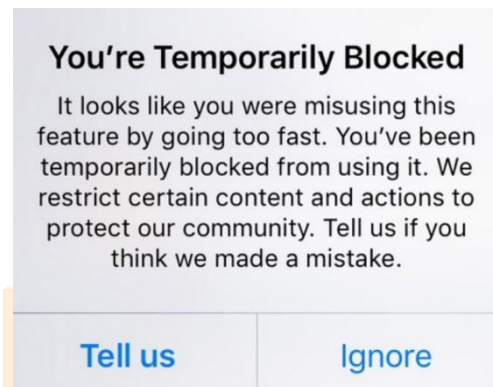 You’re Temporarily Blocked
It looks like you were misusing this
feature by going too fast. You’ve been
temporarily blocked from using it. We
restrict certain content and actions to
protect our community. Tell us if you
think we made a mistake.
Tell us
Ignore